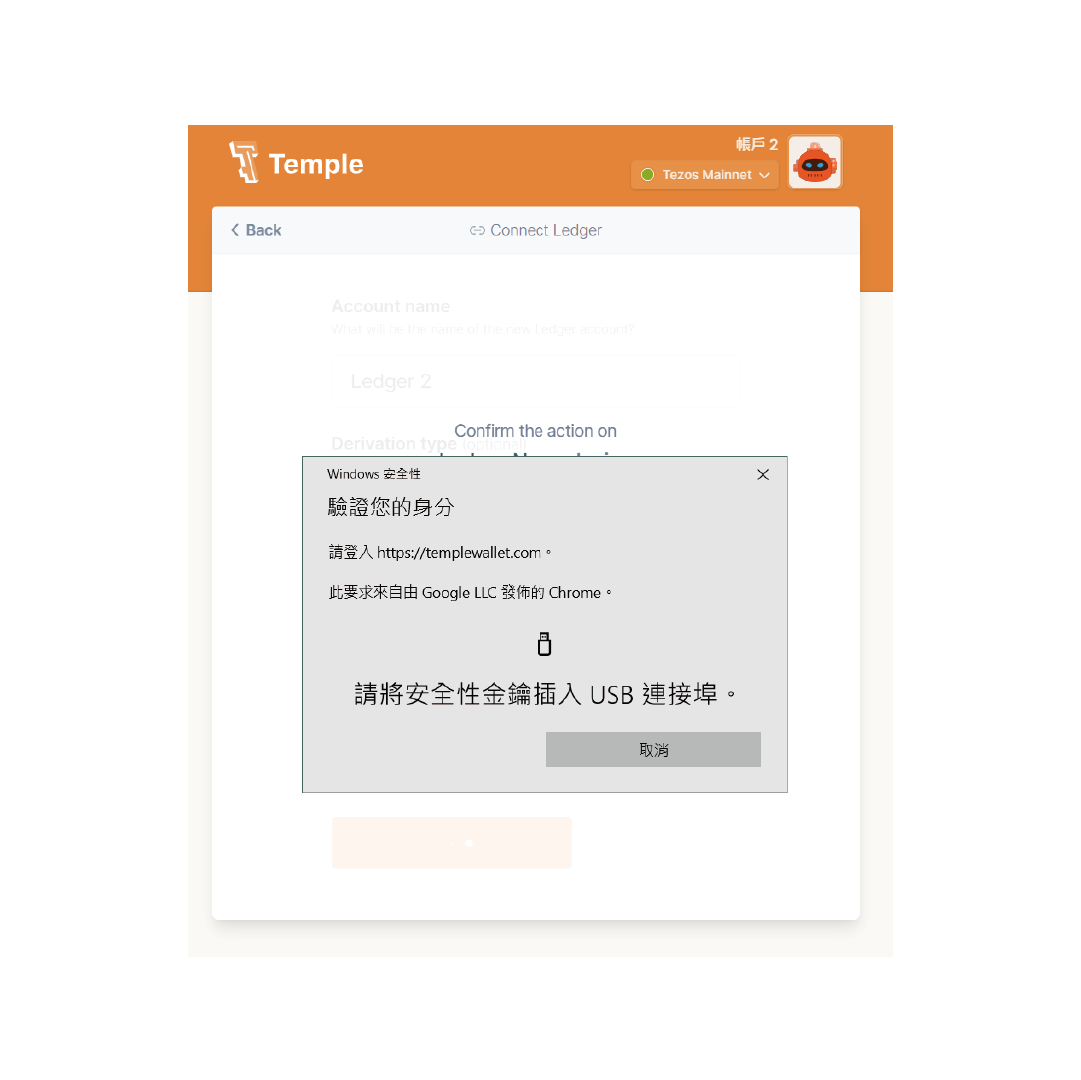 Temple
帳戶 2
Tezos Mainnet
Back
Connect Ledger
Account name
What will be the name of the new Ledger account?
Ledger 2
Confirm the action on
Derivation type (optional)
Windows 安全性
驗證您的身分
請登入 https://templewallet.com。
此要求來自由 Google LLC 發佈的 Chrome。
請將安全性金鑰插入 USB 連接埠。
取消